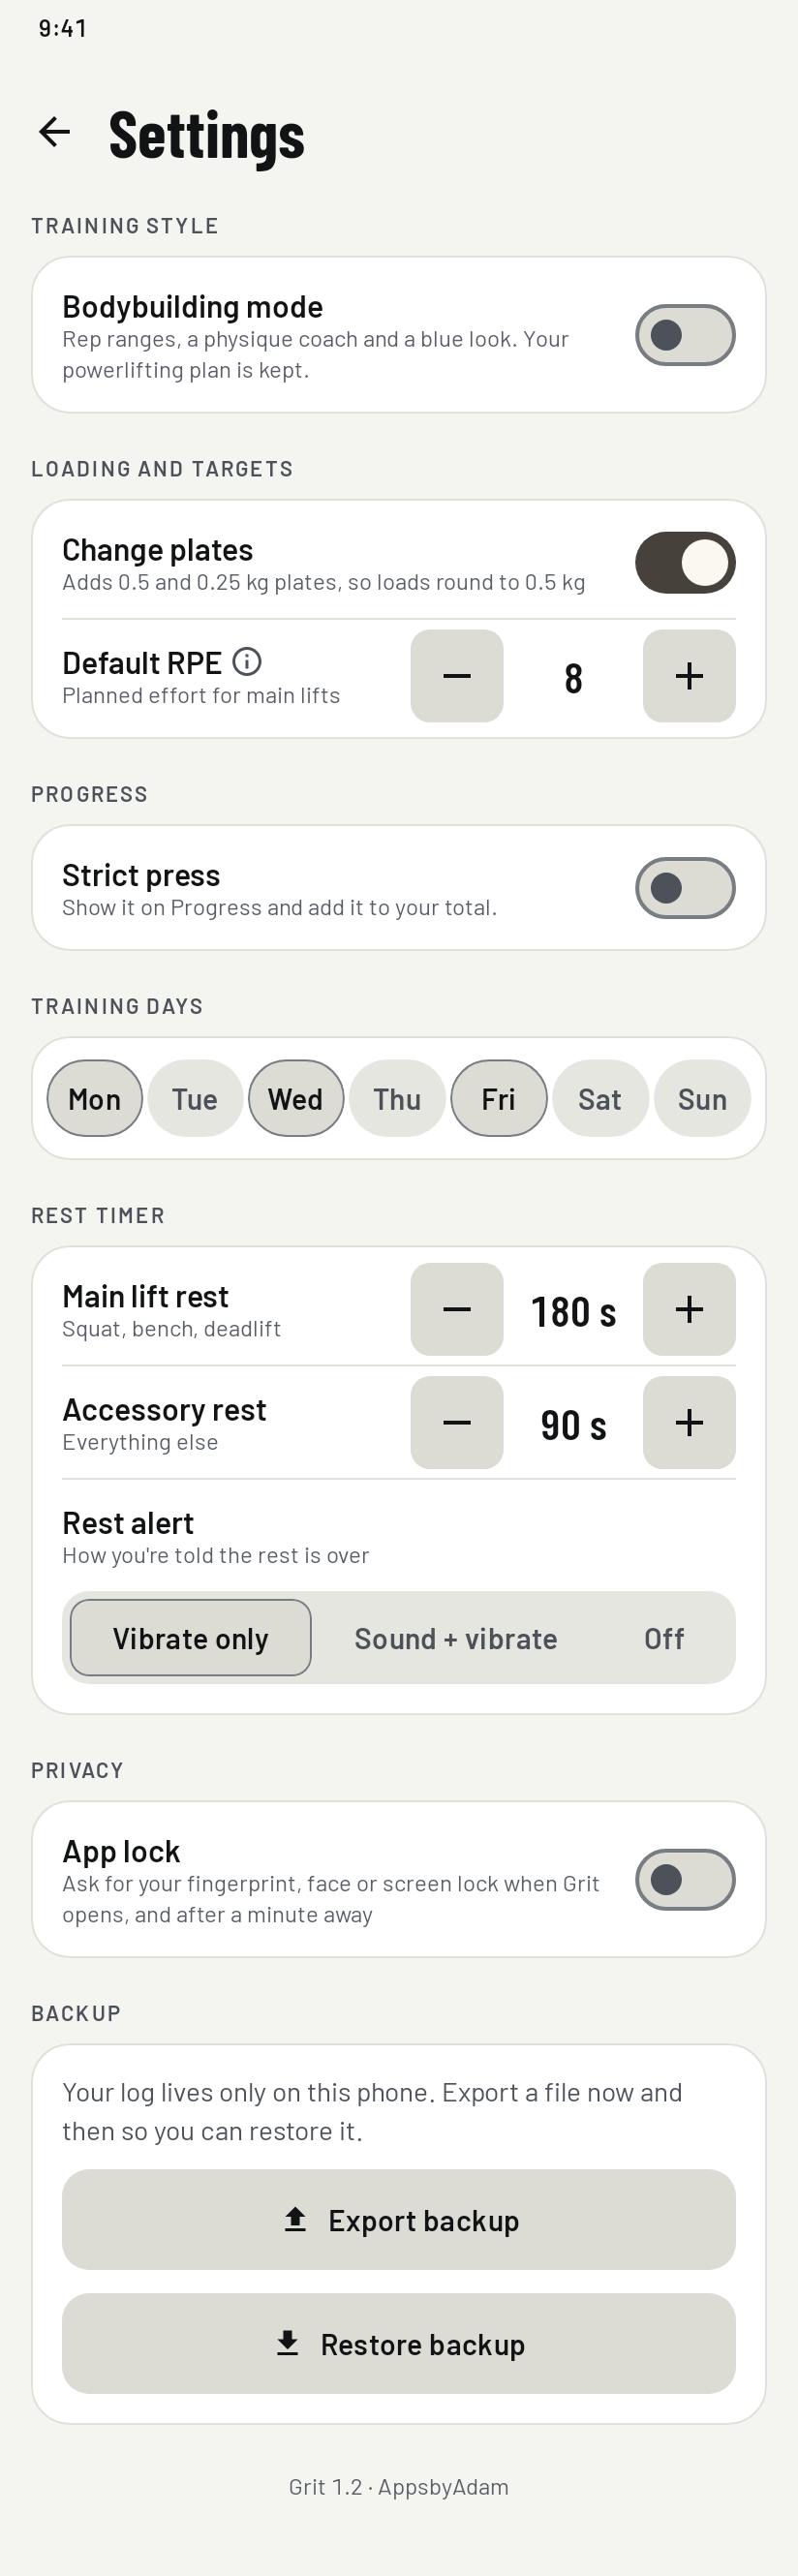 9:41
Settings
TRAINING STYLE
Bodybuilding mode
Rep ranges, a physique coach and a blue look. Your
powerlifting plan is kept.
LOADING AND TARGETS
Change plates
Adds 0.5 and 0.25 kg plates, so loads round to 0.5 kg
Default RPE
Planned effort for main lifts
8
PROGRESS
Strict press
Show it on Progress and add it to your total.
TRAINING DAYS
Mon Tue Wed Thu Fri Sat Sun
REST TIMER
Main lift rest
Squat, bench, deadlift
180 s
Accessory rest
Everything else
90 s
Rest alert
How you're told the rest is over
Vibrate only Sound + vibrate Off
PRIVACY
App lock
Ask for your fingerprint, face or screen lock when Grit
opens, and after a minute away
BACKUP
Your log lives only on this phone. Export a file now and
then so you can restore it.
Export backup
Restore backup
Grit 1.2 · AppsbyAdam